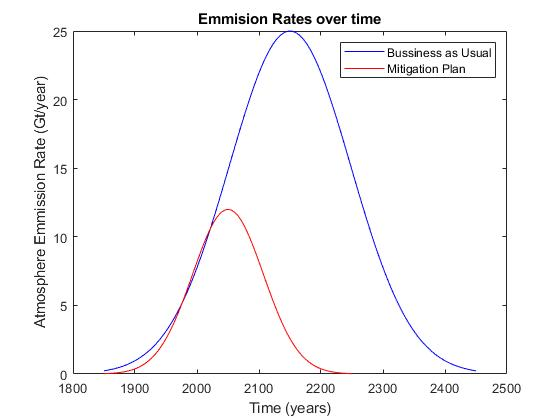 Emmision Rates over time
25
20
15
10
5
0
Atmosphere Emmission Rate (Gt/year)
Bussiness as Usual
Mitigation Plan
1800 1900 2000 2100 2200 2300 2400 2500
Time (years)